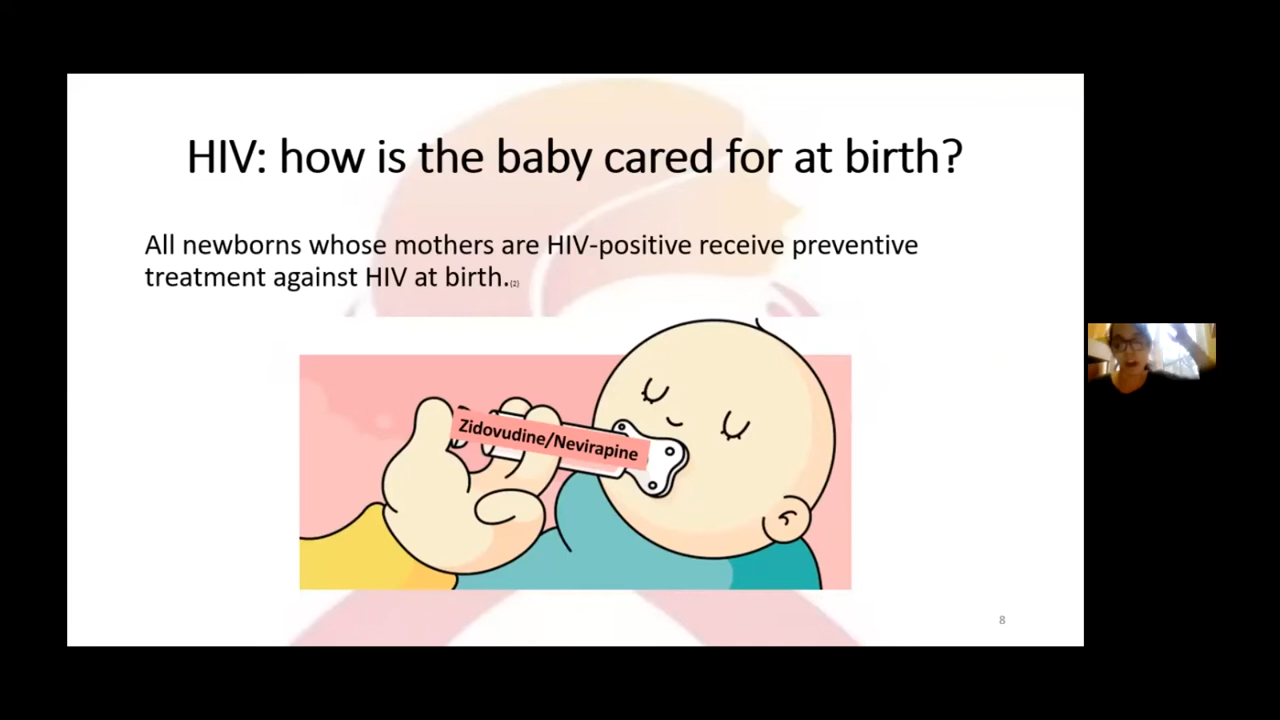 HIV: how is the baby cared for at birth?
All newborns whose mothers are HIV-positive receive preventive
treatment against HIV at birth.(2)
Zidovudine/Nevirapine
8